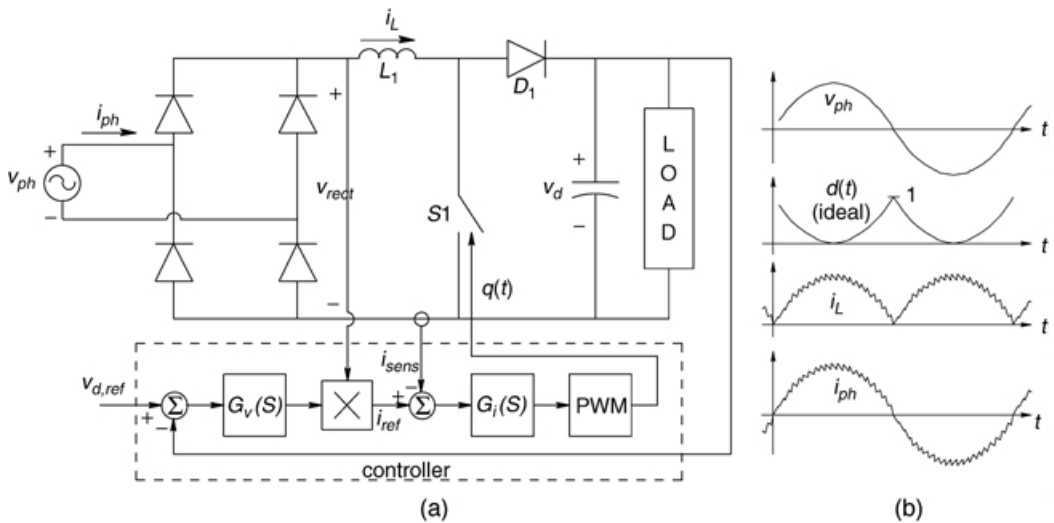 i_L
L_1
D_1
i_ph
+
+
+
v_ph
v_rect
v_d
S1
LOAD
−
−
−
q(t)
i_sens
v_d,ref
+
−
Σ
G_v(S)
×
i_ref
+
−
Σ
G_i(S)
PWM
controller
(a)
v_ph
t
d(t)
(ideal)
1
t
i_L
t
i_ph
t
(b)